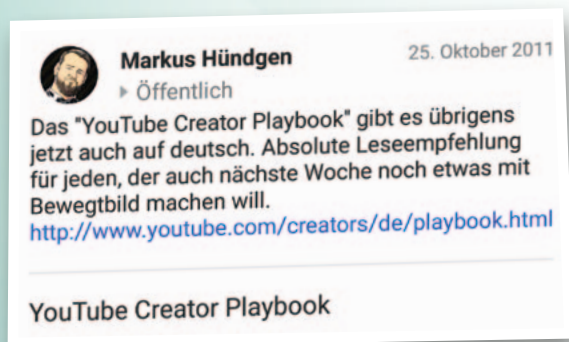 Markus Hündgen
25. Oktober 2011
Öffentlich
Das "YouTube Creator Playbook" gibt es übrigens
jetzt auch auf deutsch. Absolute Leseempfehlung
für jeden, der auch nächste Woche noch etwas mit
Bewegtbild machen will.
http://www.youtube.com/creators/de/playbook.html
YouTube Creator Playbook